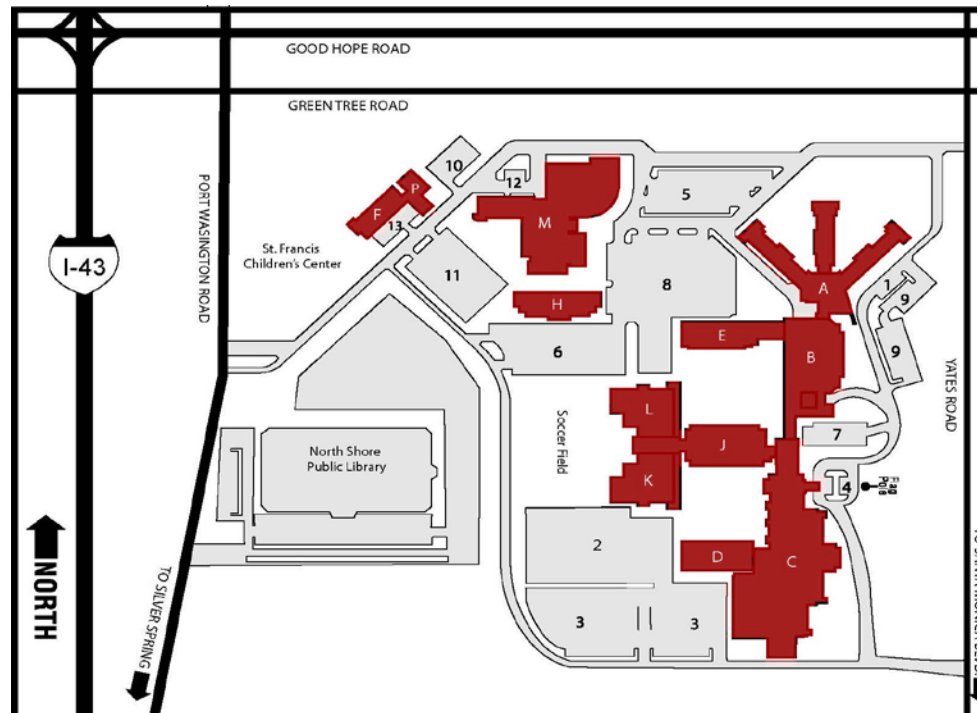 GOOD HOPE ROAD
GREEN TREE ROAD
PORT WASINGTON ROAD
I-43
10
P
F
13
12
M
5
St. Francis
Children's Center
11
H
8
A
1
9
6
E
B
9
YATES ROAD
L
Soccer Field
J
7
North Shore
Public Library
K
4
Flag
Pole
2
D
C
3
3
NORTH
TO SILVER SPRING